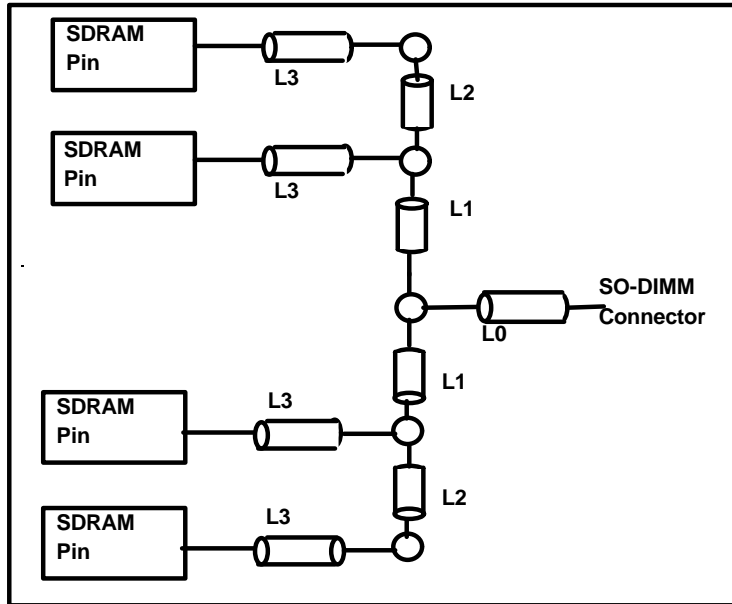 SDRAM
Pin
L3
L2
SDRAM
Pin
L3
L1
SO-DIMM
Connector
L0
L1
L3
SDRAM
Pin
L2
L3
SDRAM
Pin